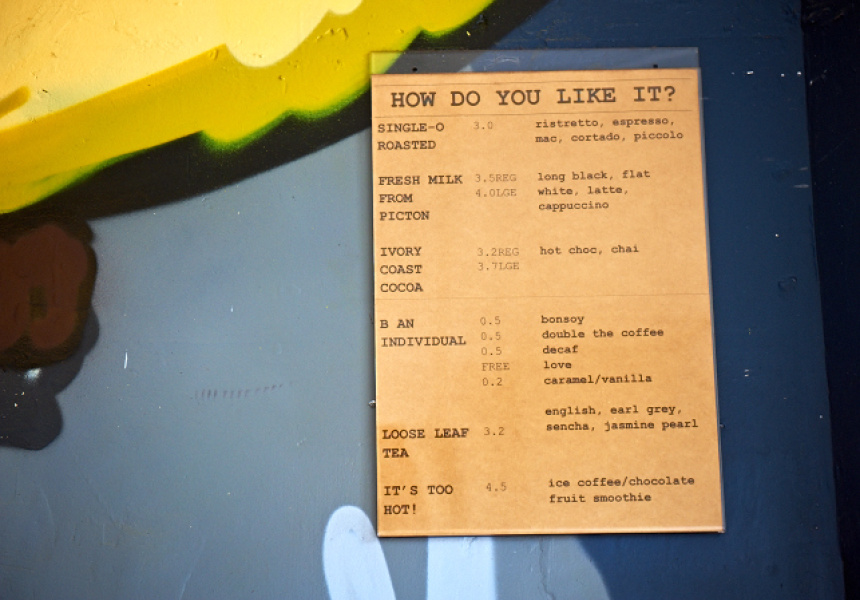 HOW DO YOU LIKE IT?
SINGLE-O 3.0 ristretto, espresso,
ROASTED mac, cortado, piccolo
FRESH MILK 3.5REG long black, flat
FROM 4.0LGE white, latte,
PICTON cappuccino
IVORY 3.2REG hot choc, chai
COAST 3.7LGE
COCOA
B AN 0.5 bonsoy
INDIVIDUAL 0.5 double the coffee
0.5 decaf
FREE love
0.2 caramel/vanilla
english, earl grey,
LOOSE LEAF 3.2 sencha, jasmine pearl
TEA
IT'S TOO 4.5 ice coffee/chocolate
HOT! fruit smoothie